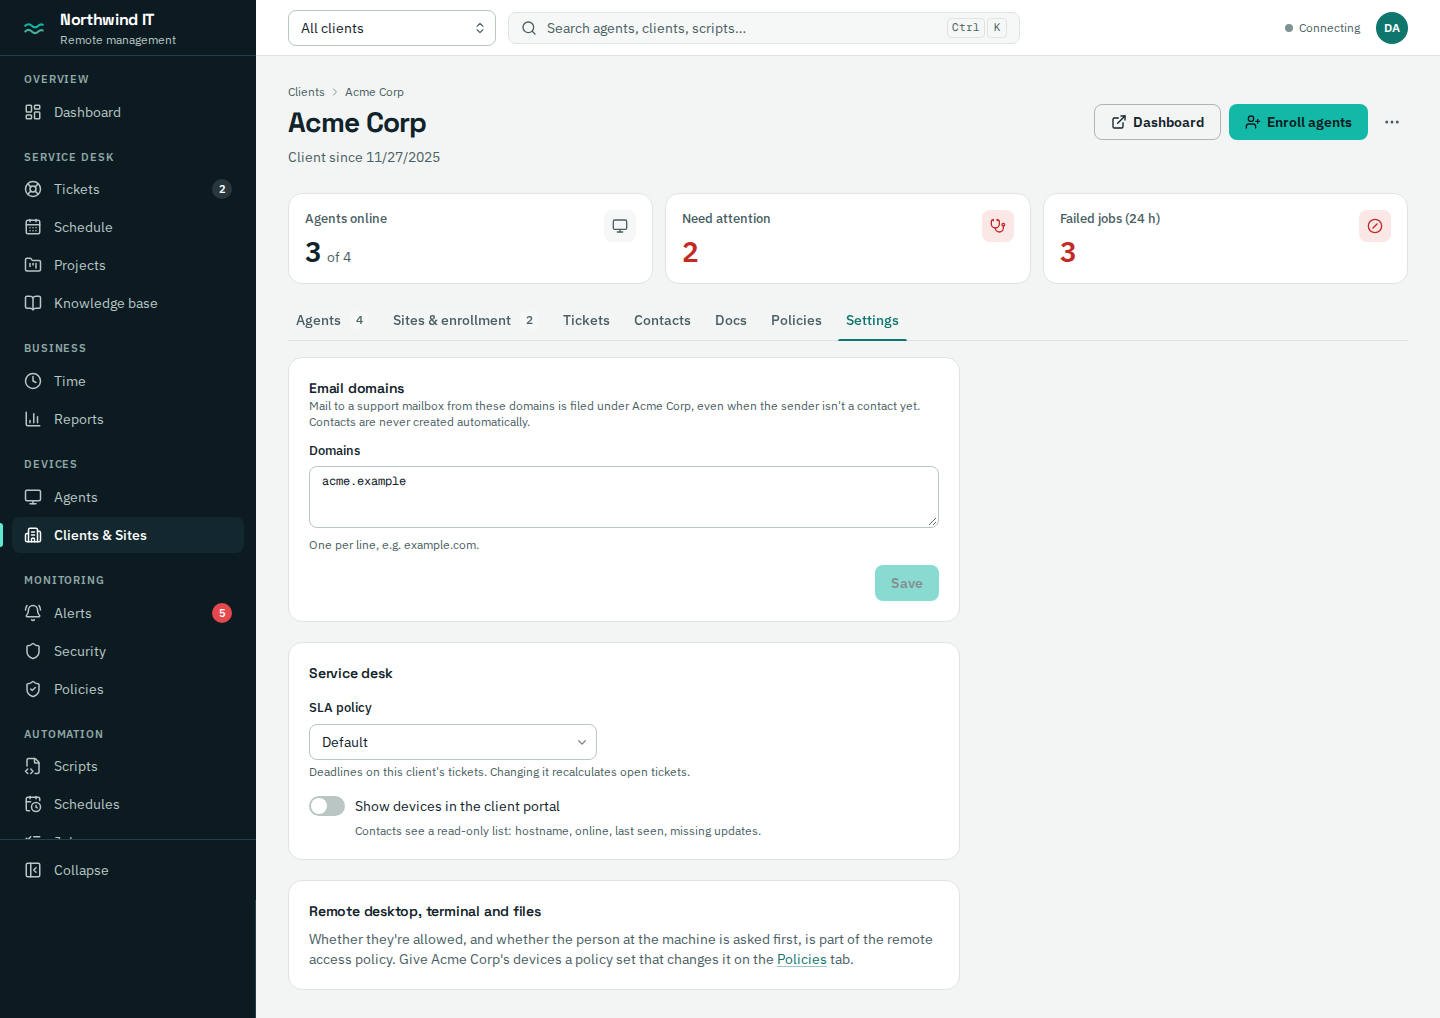 Northwind IT
Remote management
All clients
Search agents, clients, scripts...
Ctrl K
Connecting
DA
OVERVIEW
Dashboard
SERVICE DESK
Tickets 2
Schedule
Projects
Knowledge base
BUSINESS
Time
Reports
DEVICES
Agents
Clients & Sites
MONITORING
Alerts 5
Security
Policies
AUTOMATION
Scripts
Schedules
Collapse
Clients > Acme Corp
Acme Corp
Client since 11/27/2025
Dashboard
Enroll agents
Agents online
3 of 4
Need attention
2
Failed jobs (24 h)
3
Agents 4 Sites & enrollment 2 Tickets Contacts Docs Policies Settings
Email domains
Mail to a support mailbox from these domains is filed under Acme Corp, even when the sender isn't a contact yet.
Contacts are never created automatically.
Domains
acme.example
One per line, e.g. example.com.
Save
Service desk
SLA policy
Default
Deadlines on this client's tickets. Changing it recalculates open tickets.
Show devices in the client portal
Contacts see a read-only list: hostname, online, last seen, missing updates.
Remote desktop, terminal and files
Whether they're allowed, and whether the person at the machine is asked first, is part of the remote
access policy. Give Acme Corp's devices a policy set that changes it on the Policies tab.